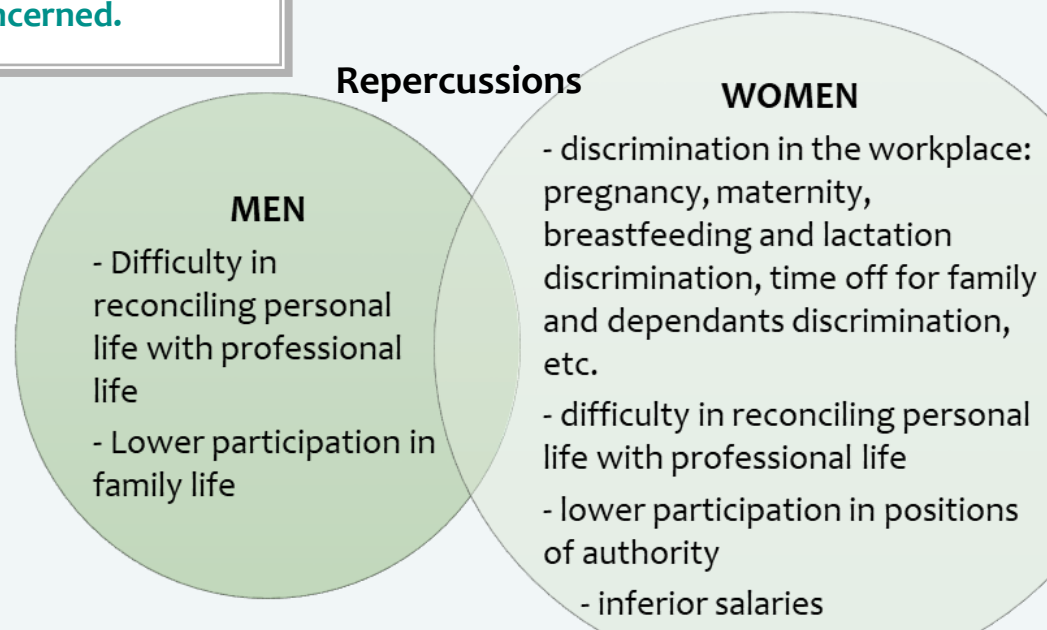 ncerned.
Repercussions
MEN
- Difficulty in
reconciling personal
life with professional
life
- Lower participation in
family life
WOMEN
- discrimination in the workplace:
pregnancy, maternity,
breastfeeding and lactation
discrimination, time off for family
and dependants discrimination,
etc.
- difficulty in reconciling personal
life with professional life
- lower participation in positions
of authority
- inferior salaries